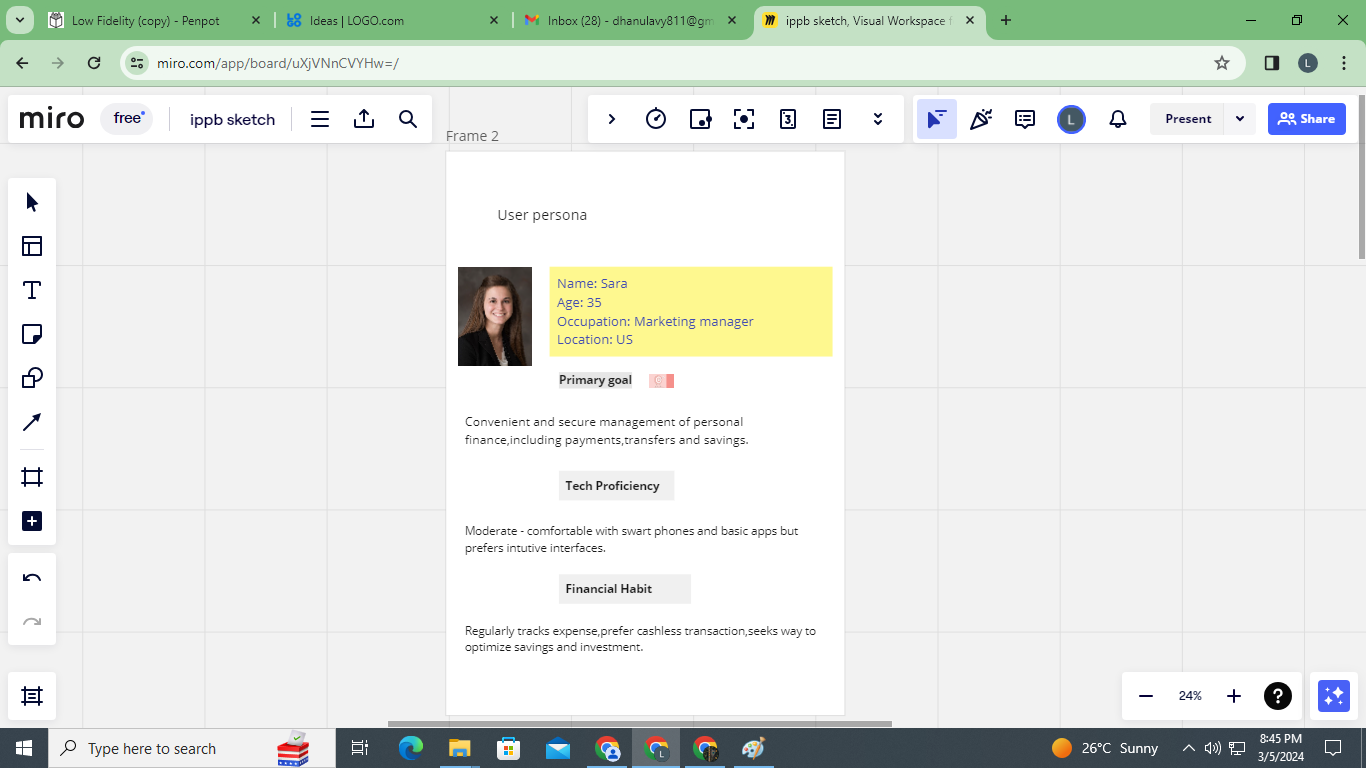 Low Fidelity (copy) - Penpot
Ideas | LOGO.com
Inbox (28) - dhanulavy811@gm
ippb sketch, Visual Workspace f
miro.com/app/board/uXjVNnCVYHw=/
L
miro
free
ippb sketch
3
L
Present
Share
Frame 2
User persona
Name: Sara
Age: 35
Occupation: Marketing manager
Location: US
Primary goal
Convenient and secure management of personal
finance,including payments,transfers and savings.
Tech Proficiency
Moderate - comfortable with swart phones and basic apps but
prefers intutive interfaces.
Financial Habit
Regularly tracks expense,prefer cashless transaction,seeks way to
optimize savings and investment.
24%
?
Type here to search
L
26°C Sunny
8:45 PM
3/5/2024